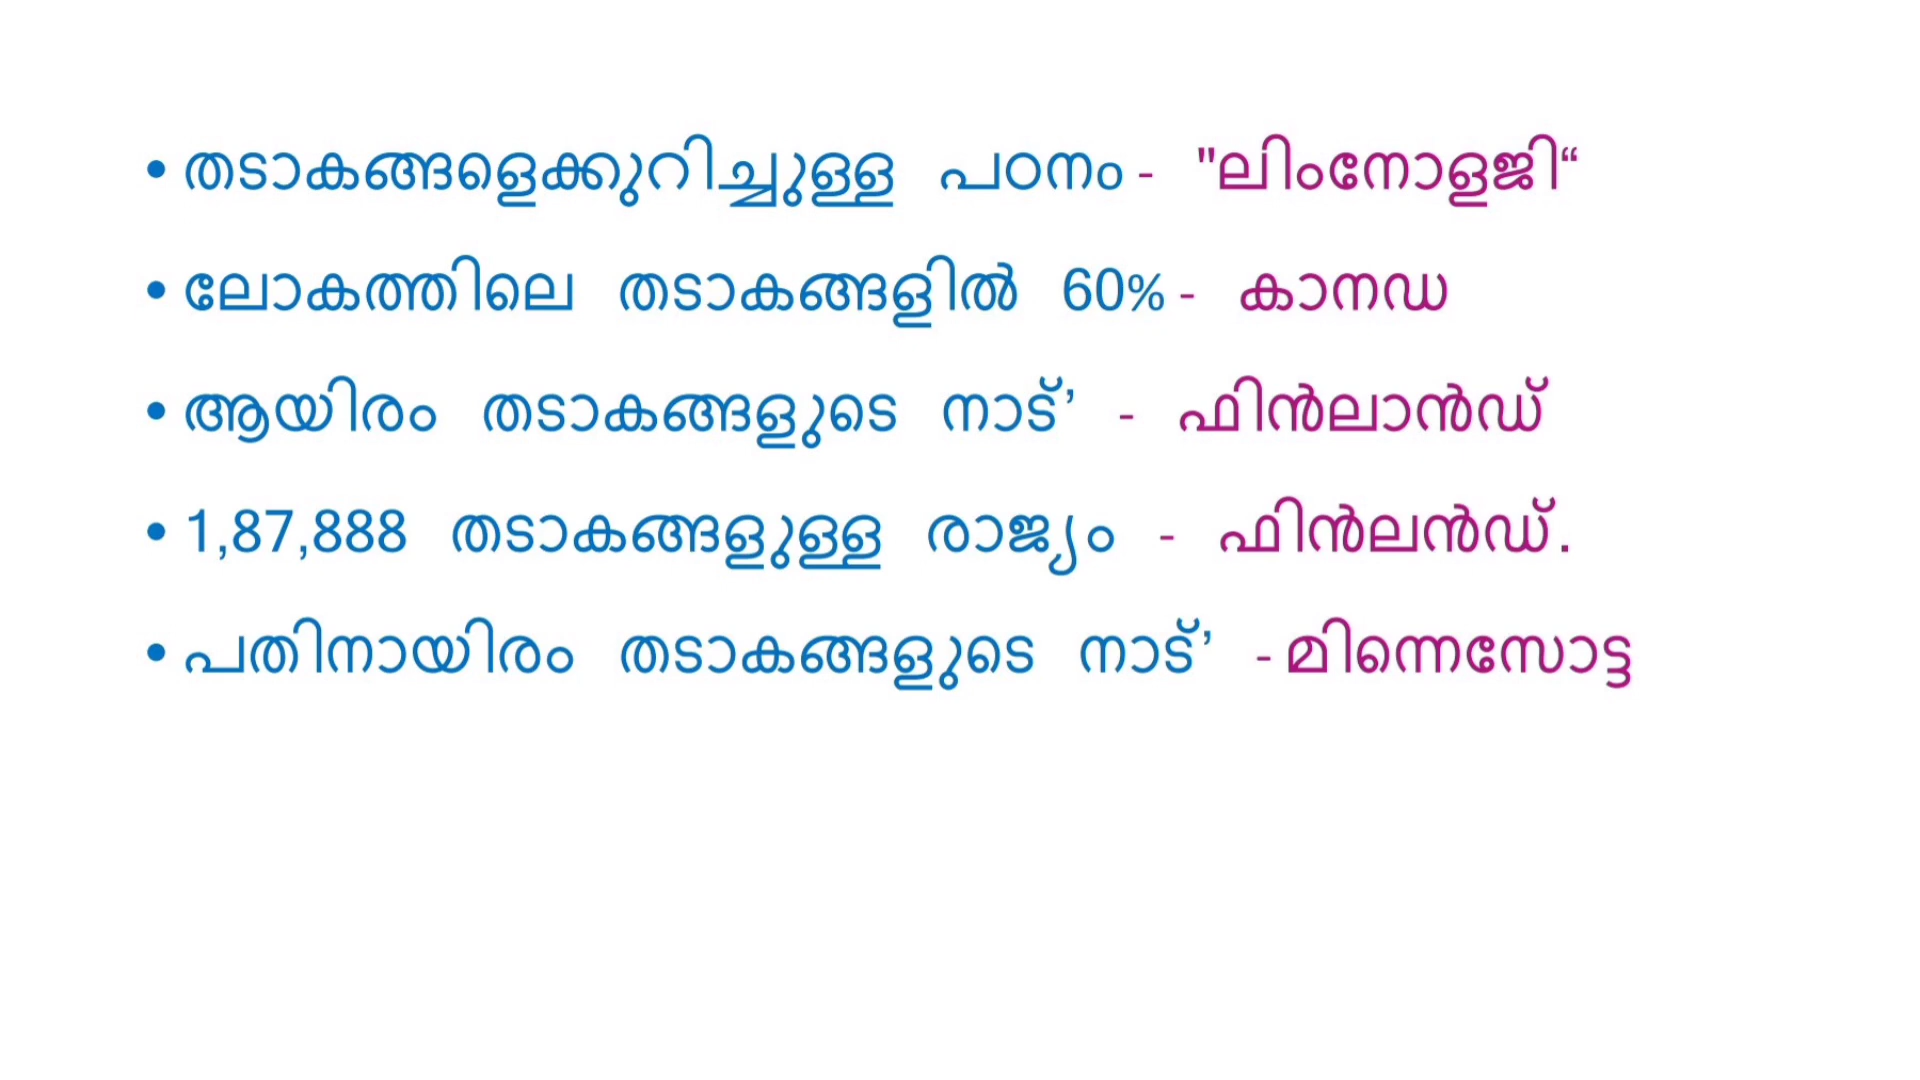 • തടാകങ്ങളെക്കുറിച്ചുള്ള പഠനം - "ലിംനോളജി“
• ലോകത്തിലെ തടാകങ്ങളിൽ 60% - കാനഡ
• ആയിരം തടാകങ്ങളുടെ നാട്’ - ഫിൻലാൻഡ്
• 1,87,888 തടാകങ്ങളുള്ള രാജ്യം - ഫിൻലൻഡ്.
• പതിനായിരം തടാകങ്ങളുടെ നാട്’ - മിന്നെസോട്ട